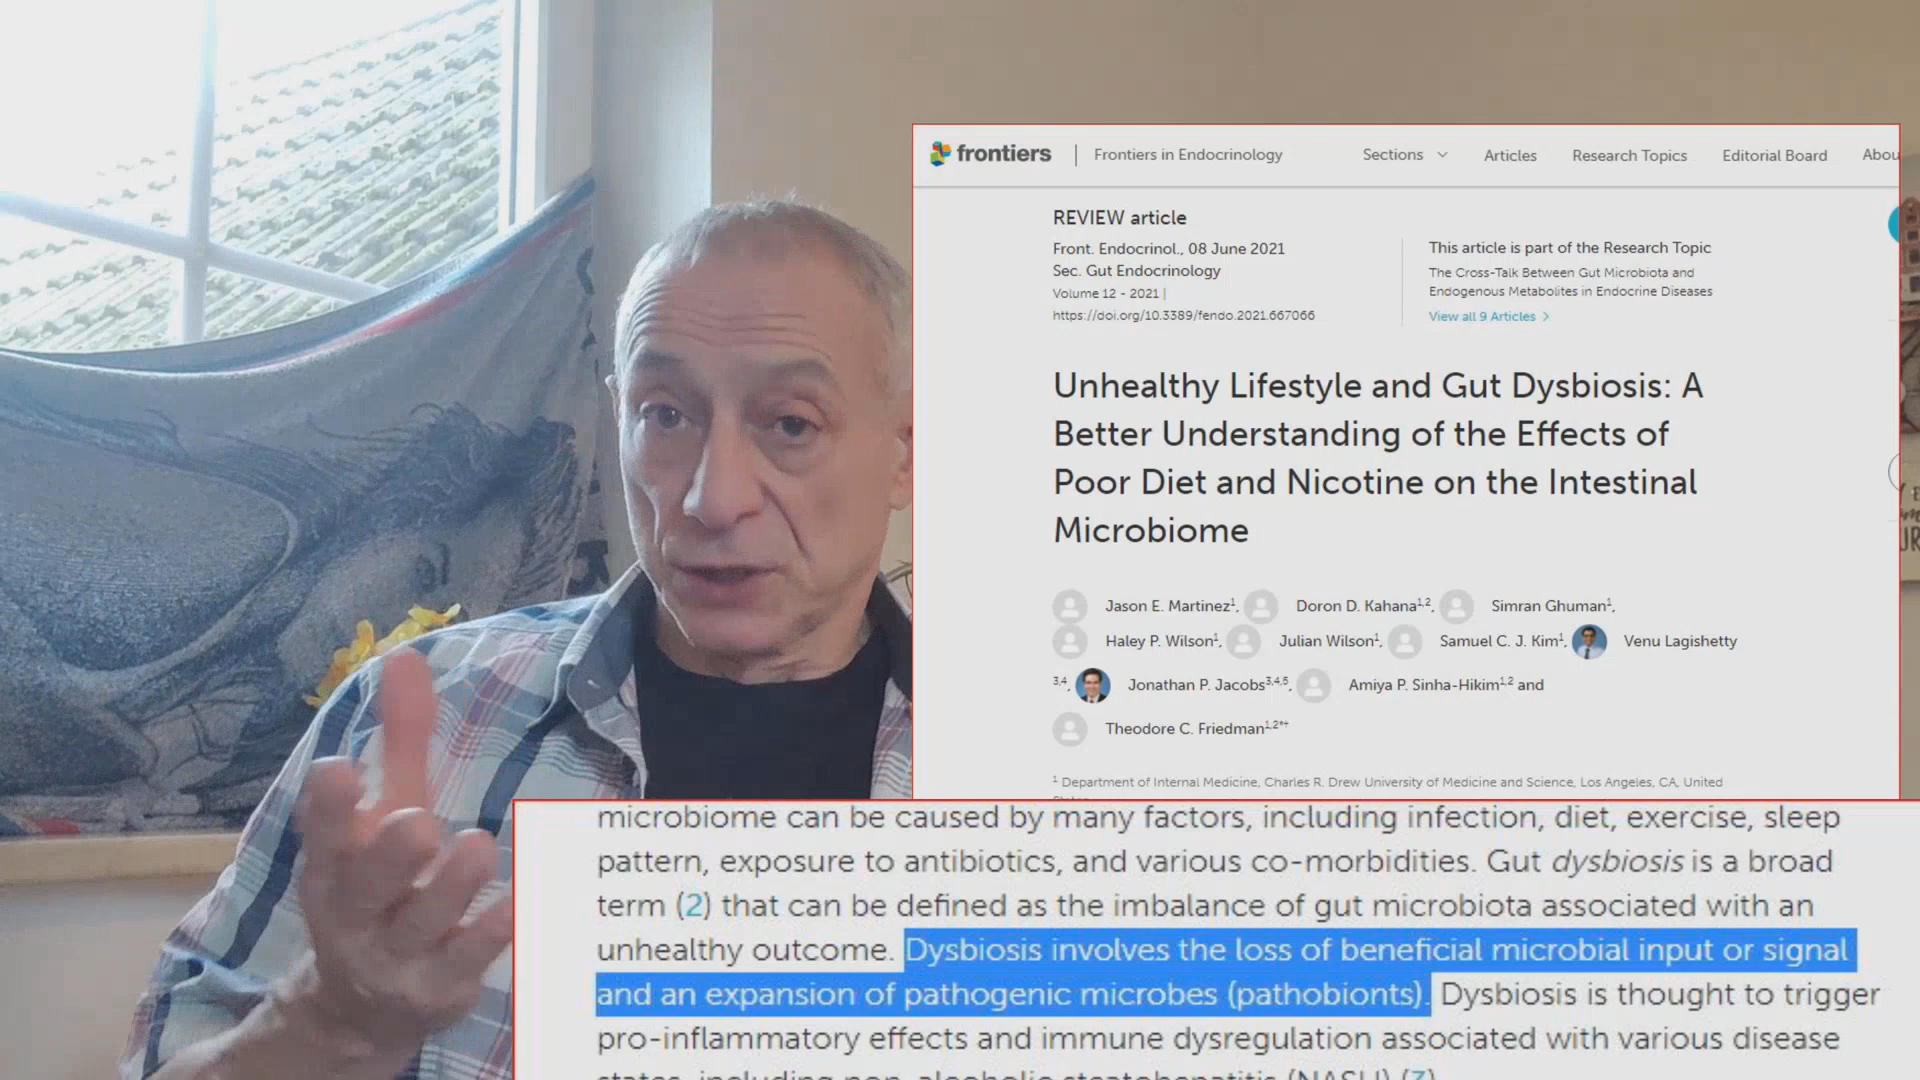 frontiers | Frontiers in Endocrinology Sections Articles Research Topics Editorial Board Abou
REVIEW article
Front. Endocrinol., 08 June 2021
Sec. Gut Endocrinology
Volume 12 - 2021 |
https://doi.org/10.3389/fendo.2021.667066
This article is part of the Research Topic
The Cross-Talk Between Gut Microbiota and
Endogenous Metabolites in Endocrine Diseases
View all 9 Articles >
Unhealthy Lifestyle and Gut Dysbiosis: A
Better Understanding of the Effects of
Poor Diet and Nicotine on the Intestinal
Microbiome
Jason E. Martinez1, Doron D. Kahana1,2, Simran Ghuman1,
Haley P. Wilson1, Julian Wilson1, Samuel C. J. Kim1, Venu Lagishetty
3,4, Jonathan P. Jacobs3,4,5, Amiya P. Sinha-Hikim1,2 and
Theodore C. Friedman1,2*†
1 Department of Internal Medicine, Charles R. Drew University of Medicine and Science, Los Angeles, CA, United
microbiome can be caused by many factors, including infection, diet, exercise, sleep
pattern, exposure to antibiotics, and various co-morbidities. Gut dysbiosis is a broad
term (2) that can be defined as the imbalance of gut microbiota associated with an
unhealthy outcome. Dysbiosis involves the loss of beneficial microbial input or signal
and an expansion of pathogenic microbes (pathobionts). Dysbiosis is thought to trigger
pro-inflammatory effects and immune dysregulation associated with various disease
states, including non-alcoholic steatohepatitis (NASH) (3)